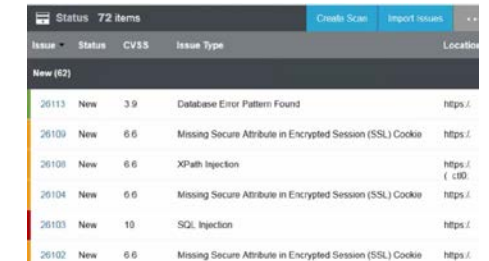 Status 72 items Create Scan Import Issues ..
Issue Status CVSS Issue Type Location
New (62)
26113 New 3.9 Database Error Pattern Found https:/.
26109 New 6.6 Missing Secure Attribute in Encrypted Session (SSL) Cookie https:/.
26108 New 6.6 XPath Injection https:/.
(_ctl0.
26104 New 6.6 Missing Secure Attribute in Encrypted Session (SSL) Cookie https:/.
26103 New 10 SQL Injection https:/.
26102 New 6.6 Missing Secure Attribute in Encrypted Session (SSL) Cookie https:/.